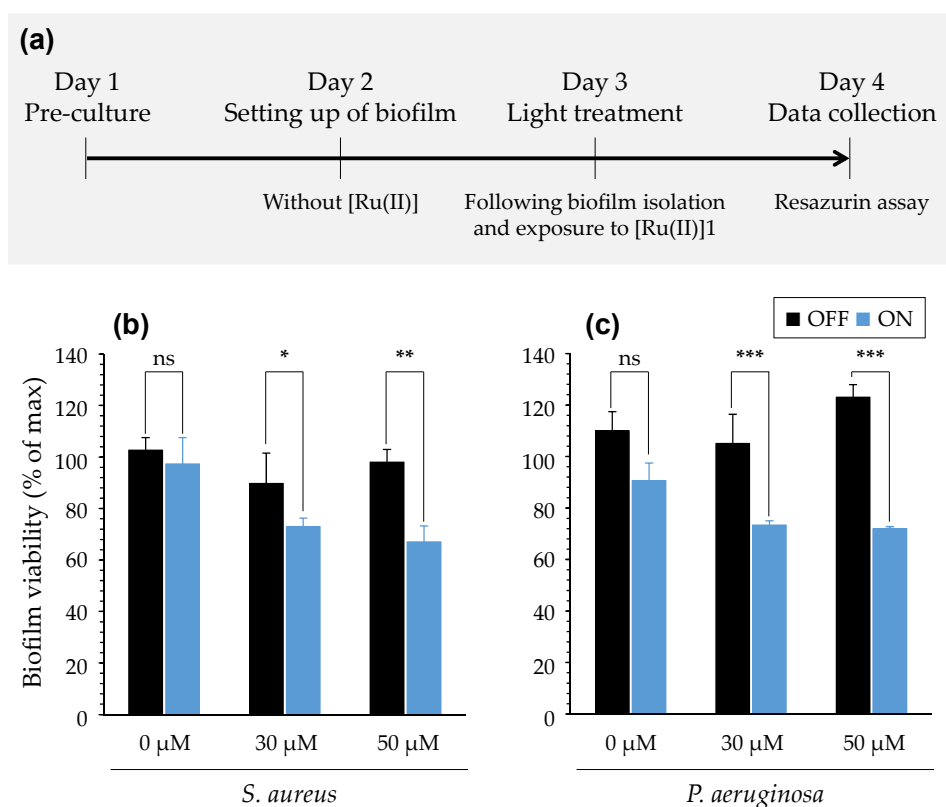 (a)
Day 1
Pre-culture
Day 2
Setting up of biofilm
Day 3
Light treatment
Day 4
Data collection
Without [Ru(II)]
Following biofilm isolation
and exposure to [Ru(II)]1
Resazurin assay
(b)
(c)
OFF ON
Biofilm viability (% of max)
140
120
100
80
60
40
20
0
ns
*
**
0 μM
30 μM
50 μM
S. aureus
140
120
100
80
60
40
20
0
ns
***
***
0 μM
30 μM
50 μM
P. aeruginosa